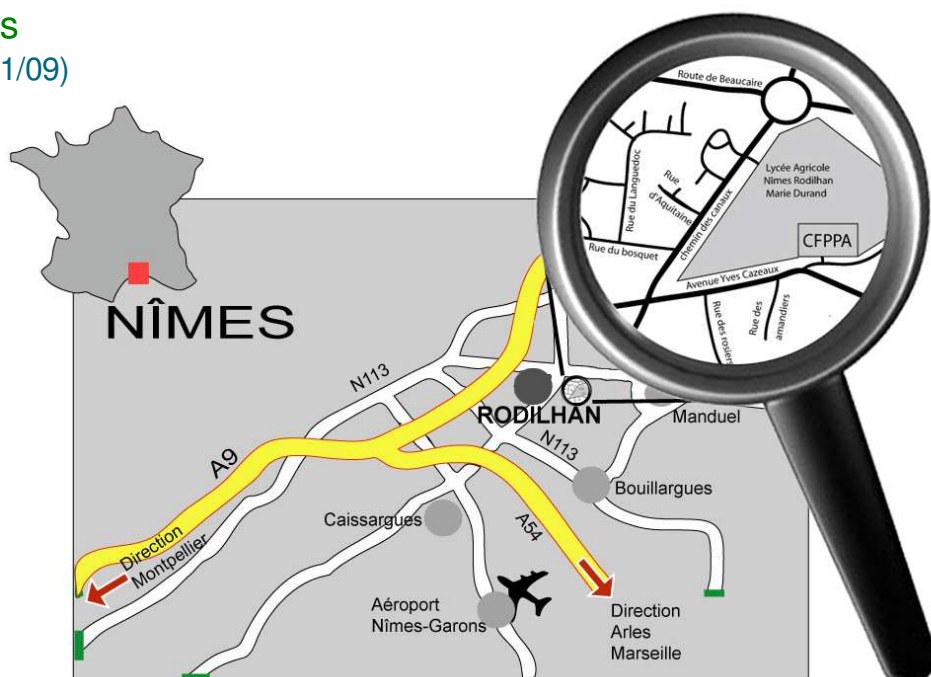 s
1/09)
NÎMES
Route de Beaucaire
Rue du Languedoc
Rue
d'Aquitaine
chemin des canaux
Lycée Agricole
Nîmes Rodilhan
Marie Durand
CFPPA
Rue du bosquet
Avenue Yves Cazeaux
Rue des rosiers
Rue des
amandiers
N113
RODILHAN
Manduel
N113
A9
Bouillargues
Caissargues
A54
Direction
Montpellier
Aéroport
Nîmes-Garons
Direction
Arles
Marseille